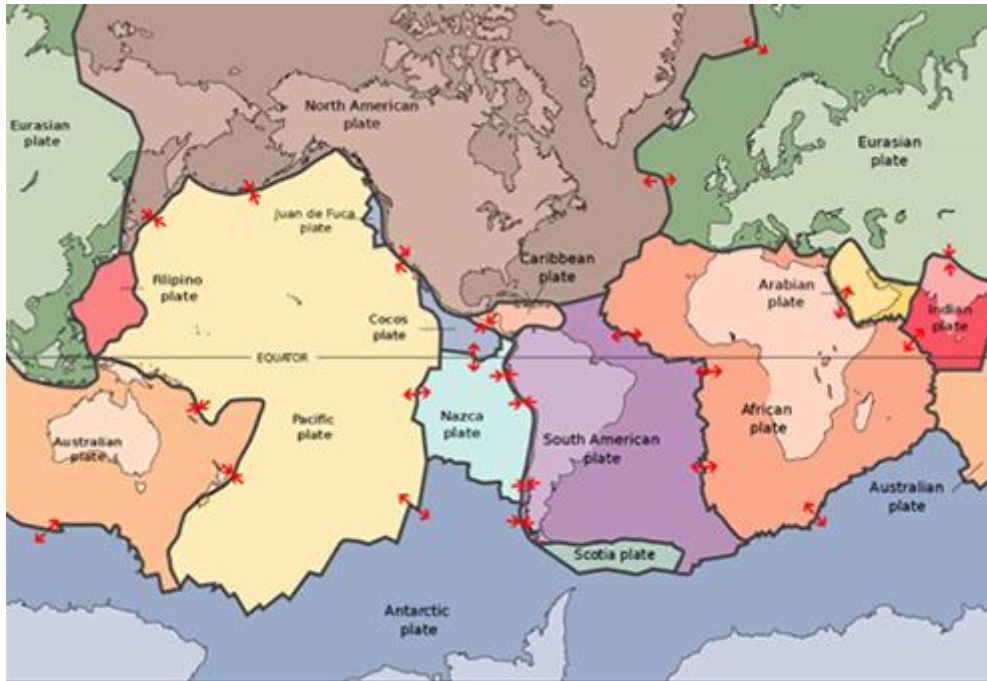 North American
plate
Eurasian
plate
Eurasian
plate
Juan de Fuca
plate
Caribbean
plate
Filipino
plate
Arabian
plate
Indian
plate
Cocos
plate
EQUATOR
Nazca
plate
Pacific
plate
African
plate
South American
plate
Australian
plate
Australian
plate
Scotia plate
Antarctic
plate